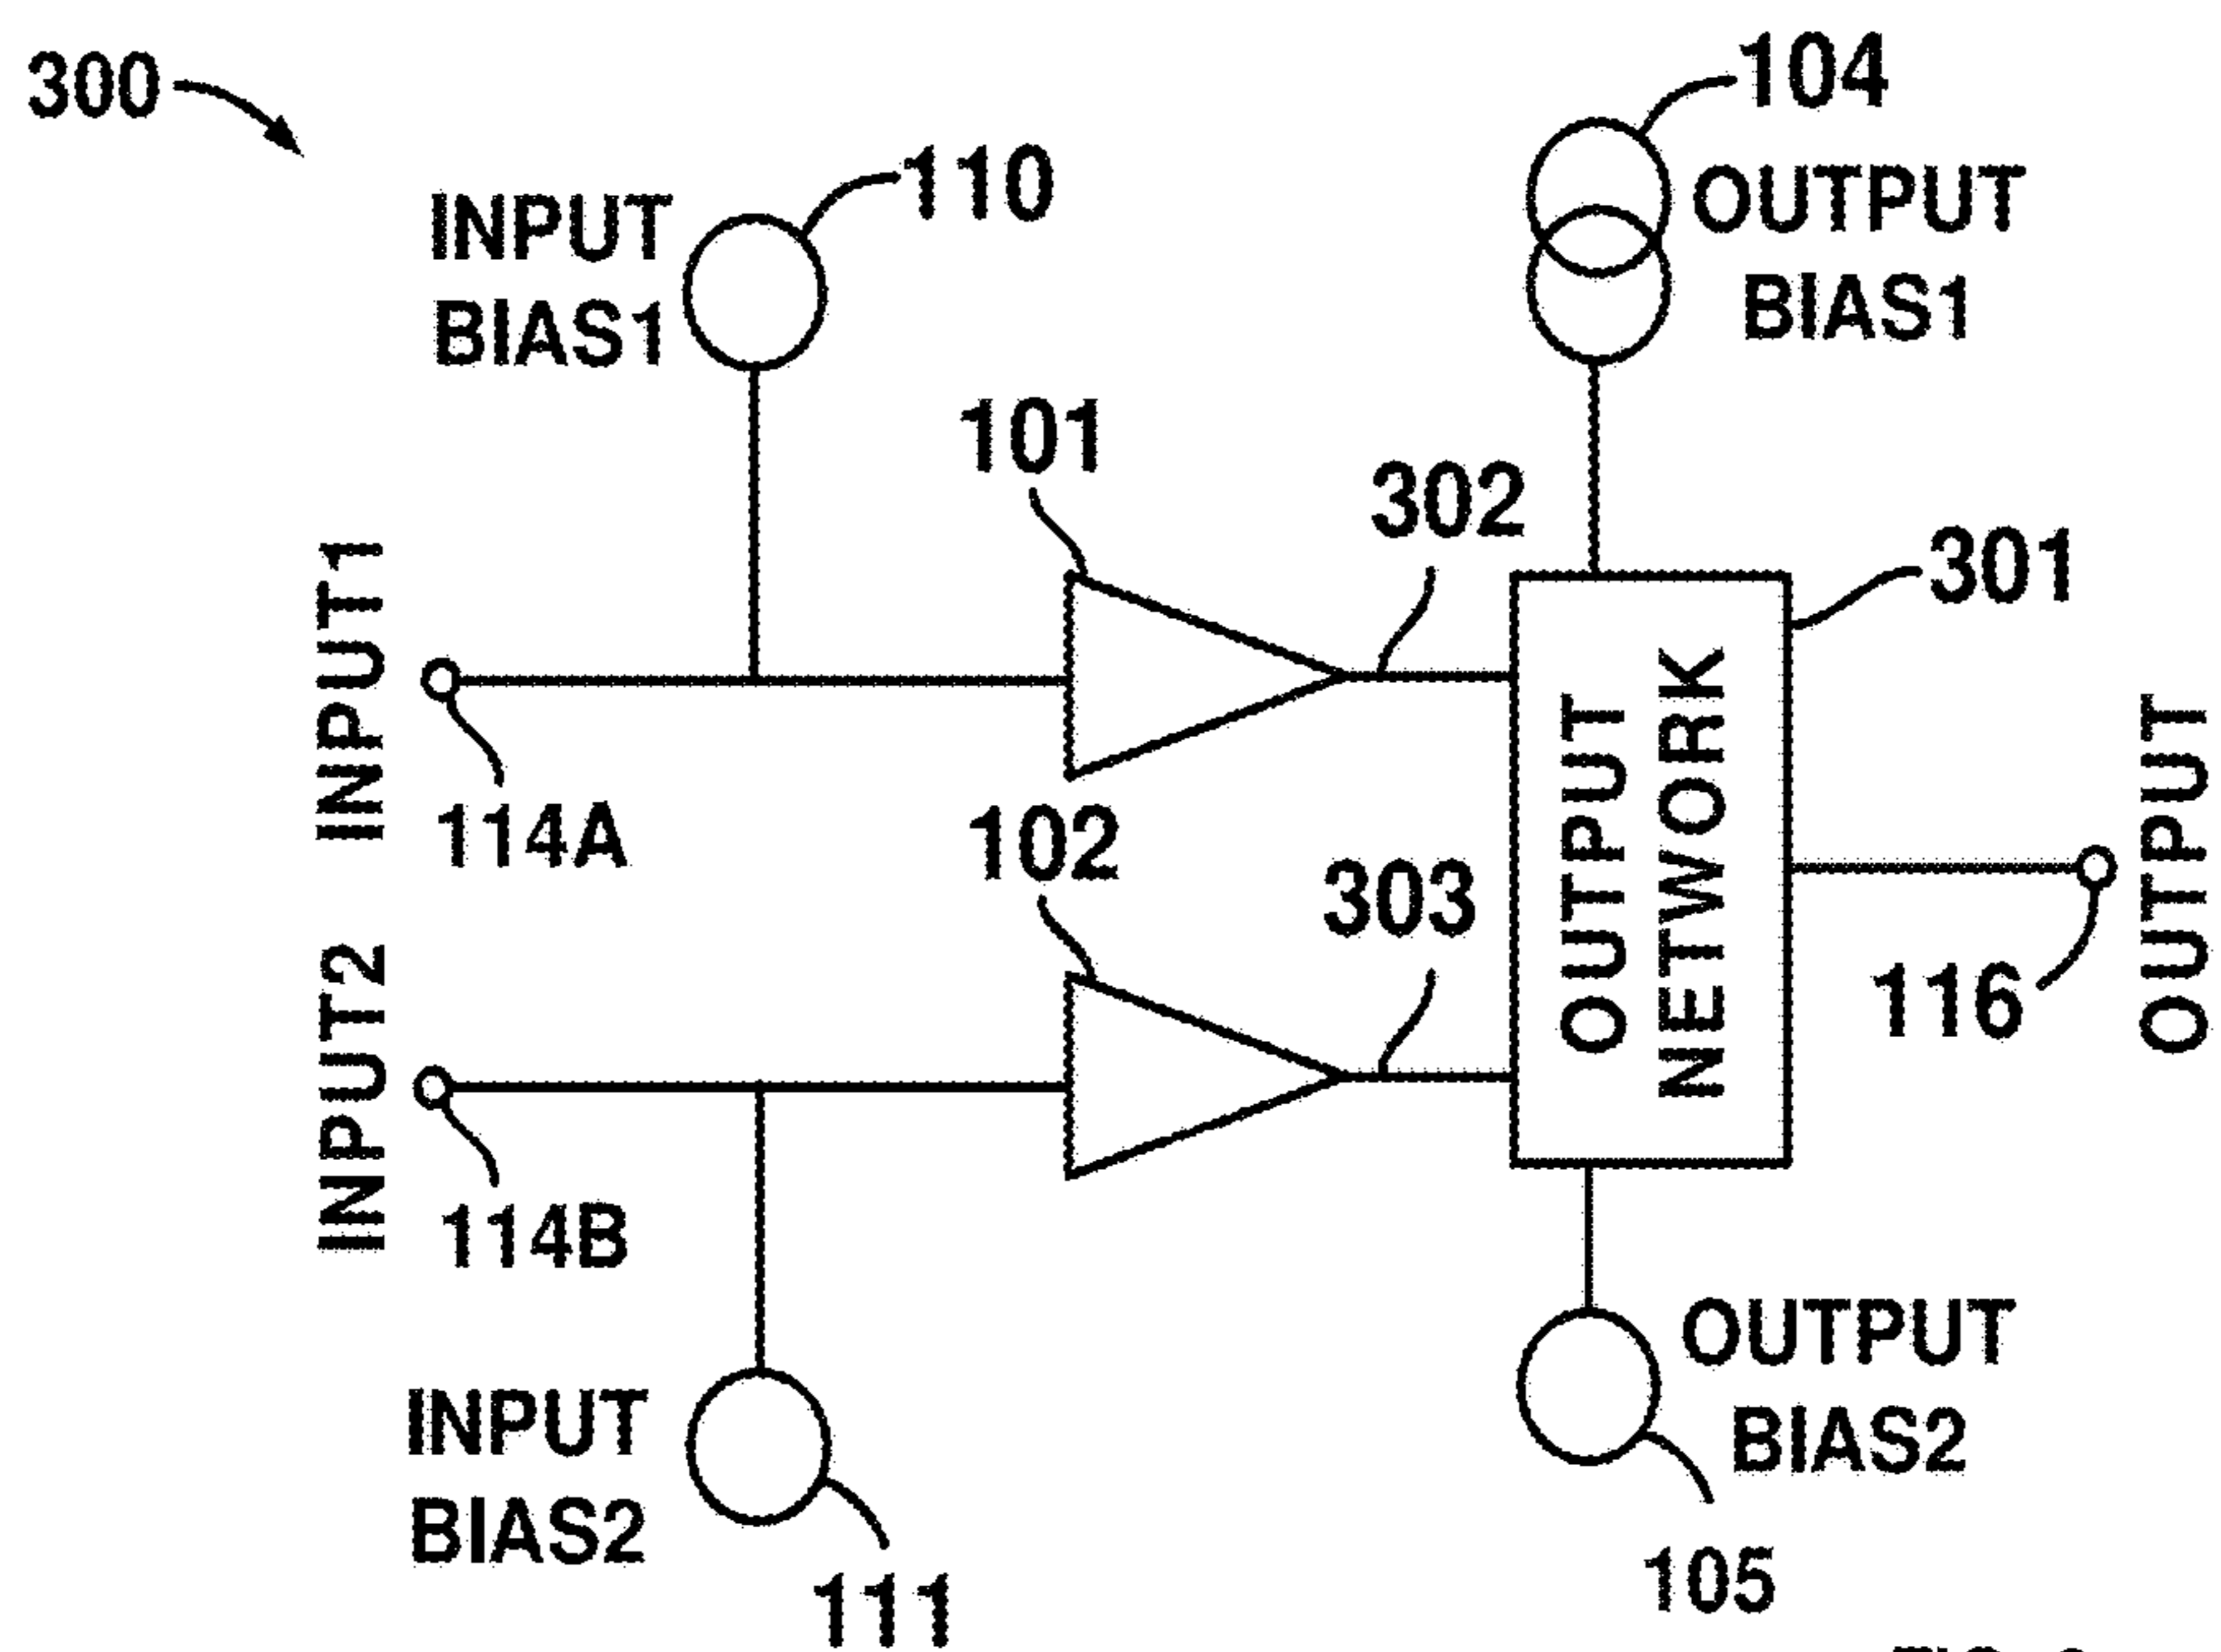 300
104
110
INPUT
BIAS1
OUTPUT
BIAS1
101
302
301
INPUT1
114A
102
303
OUTPUT
NETWORK
OUTPUT
116
INPUT2
114B
INPUT
BIAS2
111
OUTPUT
BIAS2
105